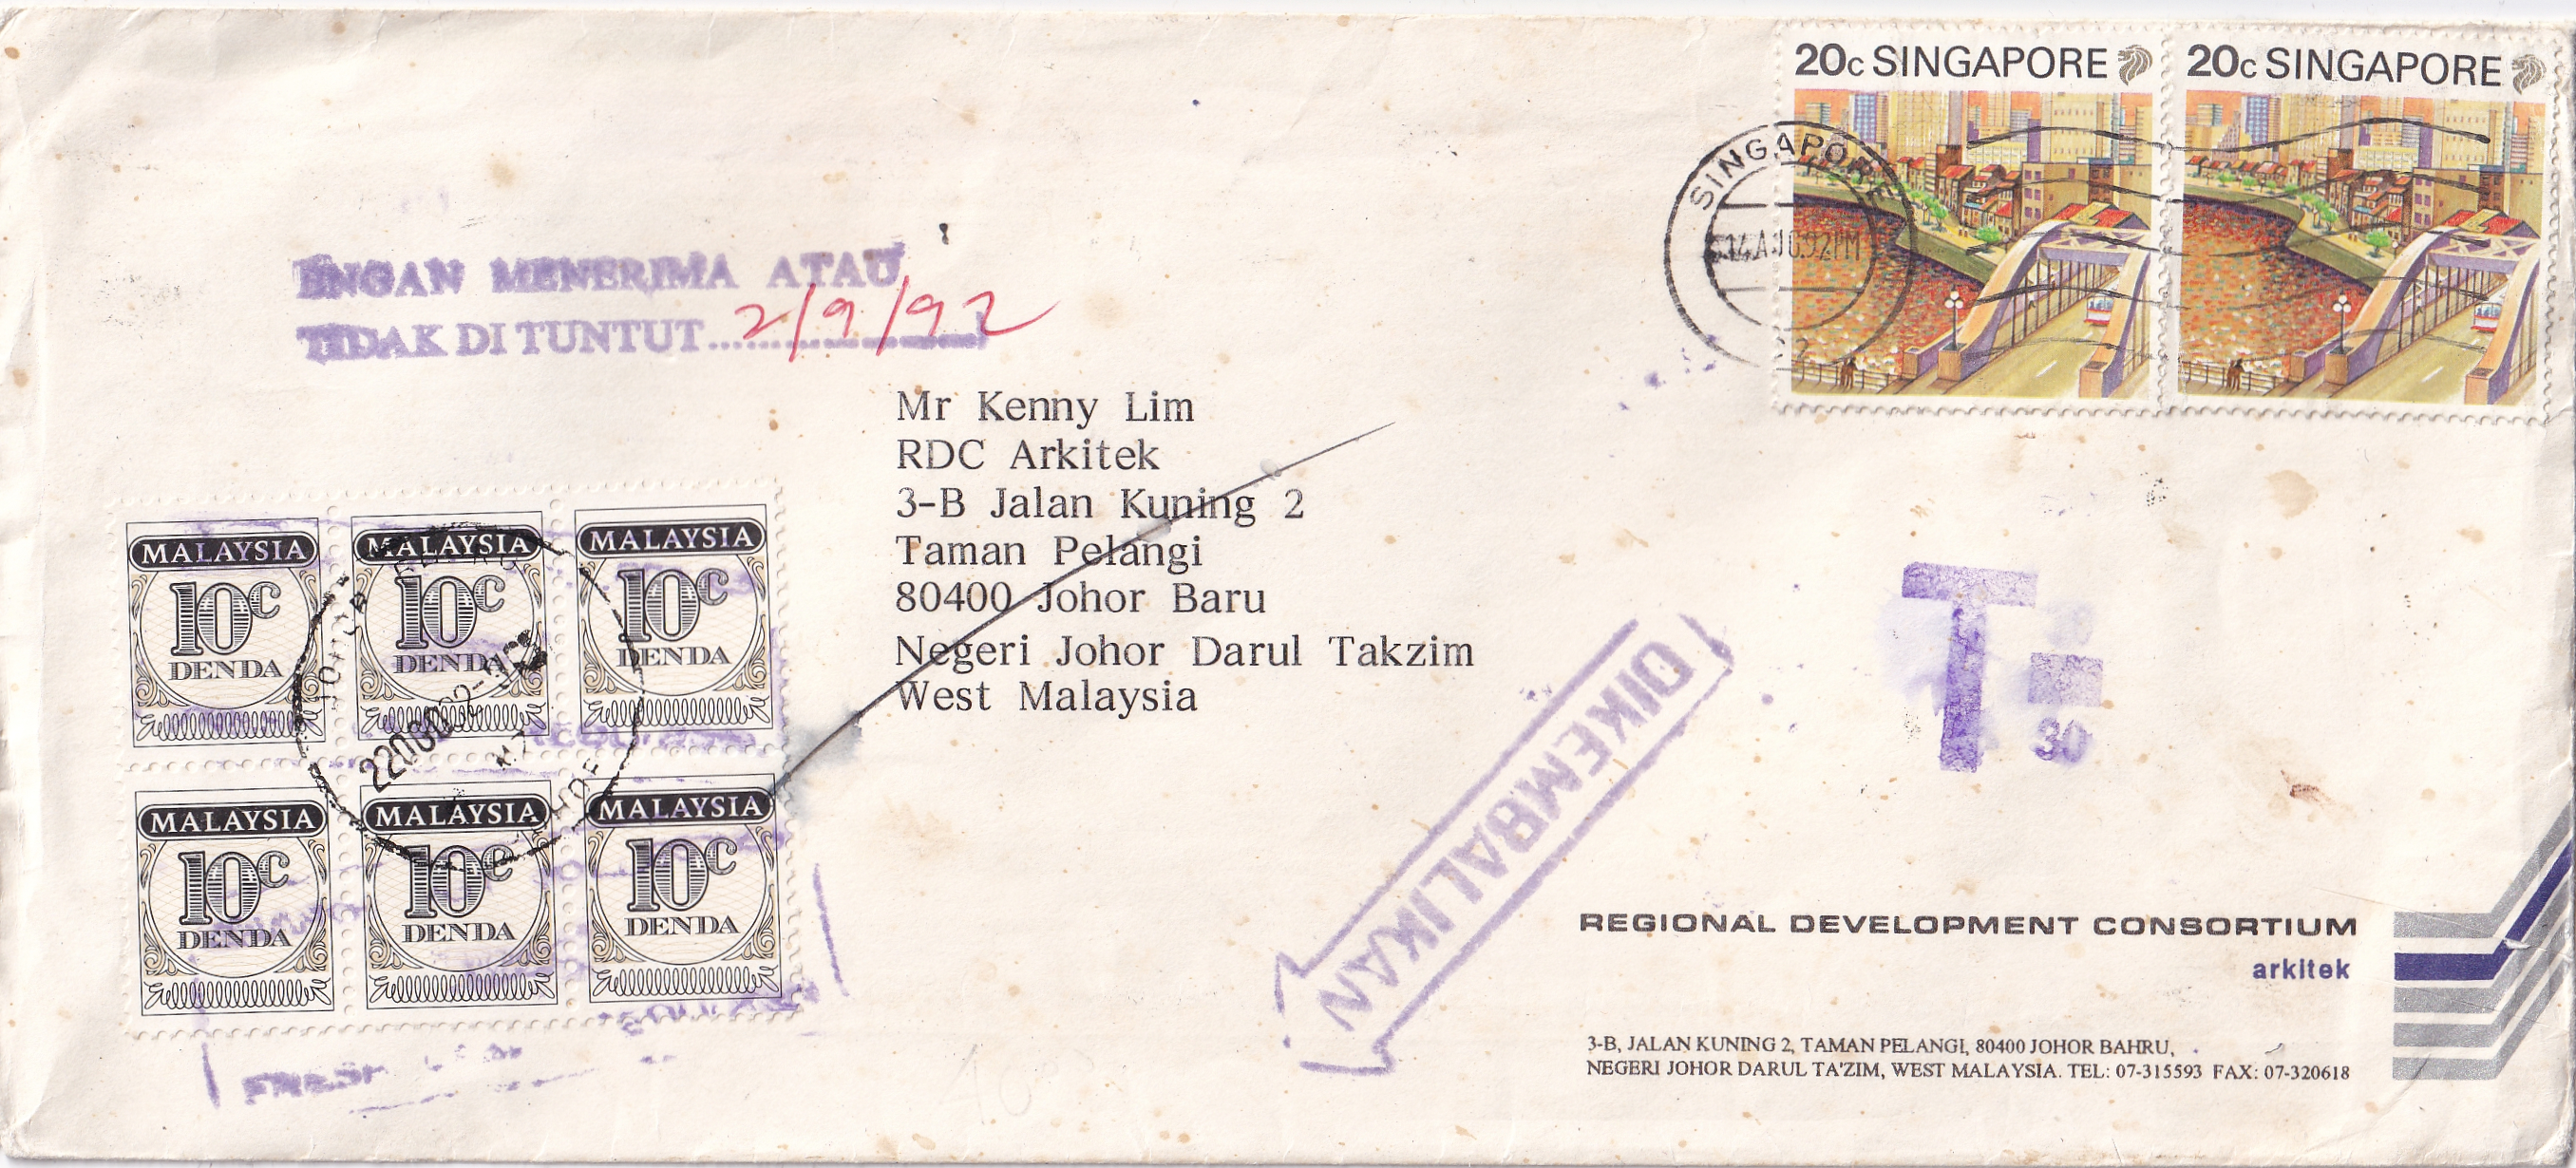 20c SINGAPORE
20c SINGAPORE
SINGAPORE
ENGAN MENERIMA ATAU
TIDAK DI TUNTUT.................
2/9/92
Mr Kenny Lim
RDC Arkitek
3-B Jalan Kuning 2
Taman Pelangi
80400 Johor Baru
Negeri Johor Darul Takzim
West Malaysia
MALAYSIA
10c
DENDA
MALAYSIA
10c
DENDA
MALAYSIA
10c
DENDA
MALAYSIA
10c
DENDA
MALAYSIA
10c
DENDA
MALAYSIA
10c
DENDA
T
30
DIKEMBALIKAN
REGIONAL DEVELOPMENT CONSORTIUM
arkitek
3-B, JALAN KUNING 2, TAMAN PELANGI, 80400 JOHOR BAHRU,
NEGERI JOHOR DARUL TA'ZIM, WEST MALAYSIA. TEL: 07-315593 FAX: 07-320618